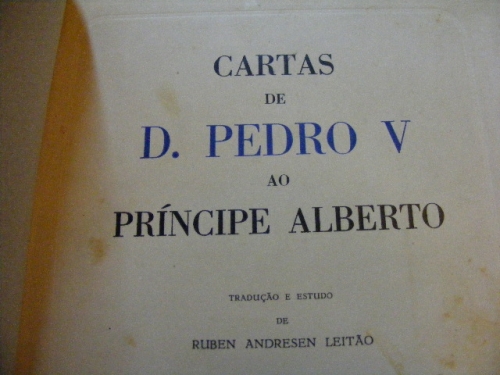 CARTAS
DE
D. PEDRO V
AO
PRÍNCIPE ALBERTO
TRADUÇÃO E ESTUDO
DE
RUBEN ANDRESEN LEITÃO